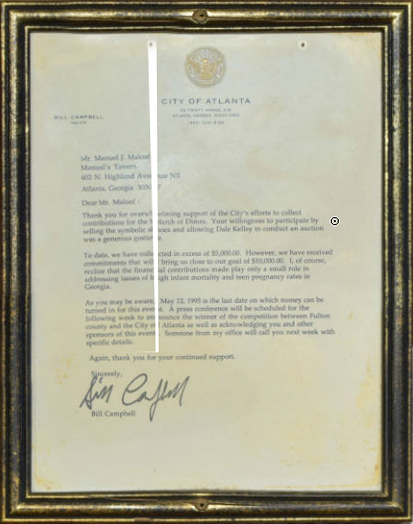 CITY OF ATLANTA
BILL CAMPBELL
MAYOR
ATLANTA, GEORGIA
Mr. Manuel J. Maloof
Manuel's Tavern
602 N. Highland Avenue NE
Atlanta, Georgia
Dear Mr. Maloof:
Thank you for overwhelming support of the City's efforts to collect
contributions for the March of Dimes. Your willingness to participate by
selling the symbolic shoes and allowing Dale Kelley to conduct an auction
was a generous gesture.
To date, we have collected in excess of $5,000.00. However, we have received
commitments that will bring us close to our goal of $10,000.00. I, of course,
realize that the financial contributions made play only a small role in
addressing issues of high infant mortality and teen pregnancy rates in
Georgia.
As you may be aware, May 12, 1995 is the last date on which money can be
turned in for this event. A press conference will be scheduled for the
following week to announce the winner of the competition between Fulton
county and the City of Atlanta as well as acknowledging you and other
sponsors of this event. Someone from my office will call you next week with
specific details.
Again, thank you for your continued support.
Sincerely,
Bill Campbell
Bill Campbell